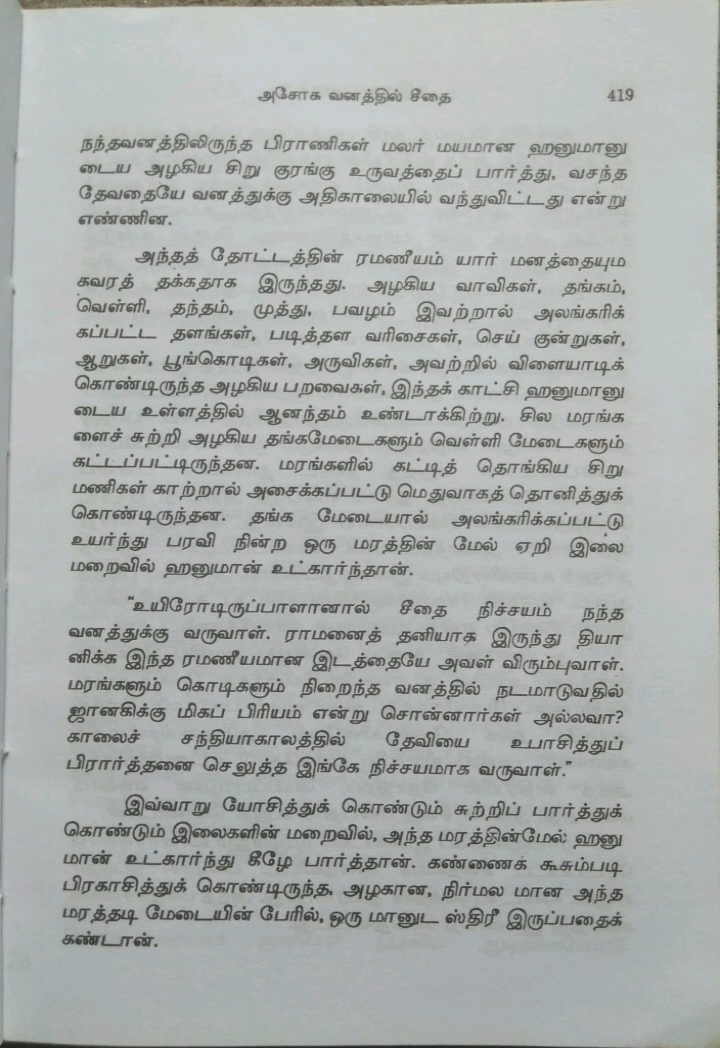 அசோக வனத்தில் சீதை 419
நந்தவனத்திலிருந்த பிராணிகள் மலர் மயமான ஹனுமானு
டைய அழகிய சிறு குரங்கு உருவத்தைப் பார்த்து, வசந்த
தேவதையே வனத்துக்கு அதிகாலையில் வந்துவிட்டது என்று
எண்ணின.
அந்தத் தோட்டத்தின் ரமணீயம் யார் மனத்தையும
கவரத் தக்கதாக இருந்தது. அழகிய வாவிகள், தங்கம்,
வெள்ளி, தந்தம், முத்து, பவழம் இவற்றால் அலங்கரிக்
கப்பட்ட தளங்கள், படித்தள வரிசைகள், செய் குன்றுகள்,
ஆறுகள், பூங்கொடிகள், அருவிகள், அவற்றில் விளையாடிக்
கொண்டிருந்த அழகிய பறவைகள், இந்தக் காட்சி ஹனுமானு
டைய உள்ளத்தில் ஆனந்தம் உண்டாக்கிற்று. சில மரங்க
ளைச் சுற்றி அழகிய தங்கமேடைகளும் வெள்ளி மேடைகளும்
கட்டப்பட்டிருந்தன. மரங்களில் கட்டித் தொங்கிய சிறு
மணிகள் காற்றால் அசைக்கப்பட்டு மெதுவாகத் தொனித்துக்
கொண்டிருந்தன. தங்க மேடையால் அலங்கரிக்கப்பட்டு
உயர்ந்து பரவி நின்ற ஒரு மரத்தின் மேல் ஏறி இலை
மறைவில் ஹனுமான் உட்கார்ந்தான்.
"உயிரோடிருப்பாளானால் சீதை நிச்சயம் நந்த
வனத்துக்கு வருவாள். ராமனைத் தனியாக இருந்து தியா
னிக்க இந்த ரமணீயமான இடத்தையே அவள் விரும்புவாள்.
மரங்களும் கொடிகளும் நிறைந்த வனத்தில் நடமாடுவதில்
ஜானகிக்கு மிகப் பிரியம் என்று சொன்னார்கள் அல்லவா?
காலைச் சந்தியாகாலத்தில் தேவியை உபாசித்துப்
பிரார்த்தனை செலுத்த இங்கே நிச்சயமாக வருவாள்."
இவ்வாறு யோசித்துக் கொண்டும் சுற்றிப் பார்த்துக்
கொண்டும் இலைகளின் மறைவில், அந்த மரத்தின்மேல் ஹனு
மான் உட்கார்ந்து கீழே பார்த்தான். கண்ணைக் கூசும்படி
பிரகாசித்துக் கொண்டிருந்த, அழகான, நிர்மல மான அந்த
மரத்தடி மேடையின் பேரில், ஒரு மானுட ஸ்திரீ இருப்பதைக்
கண்டான்.